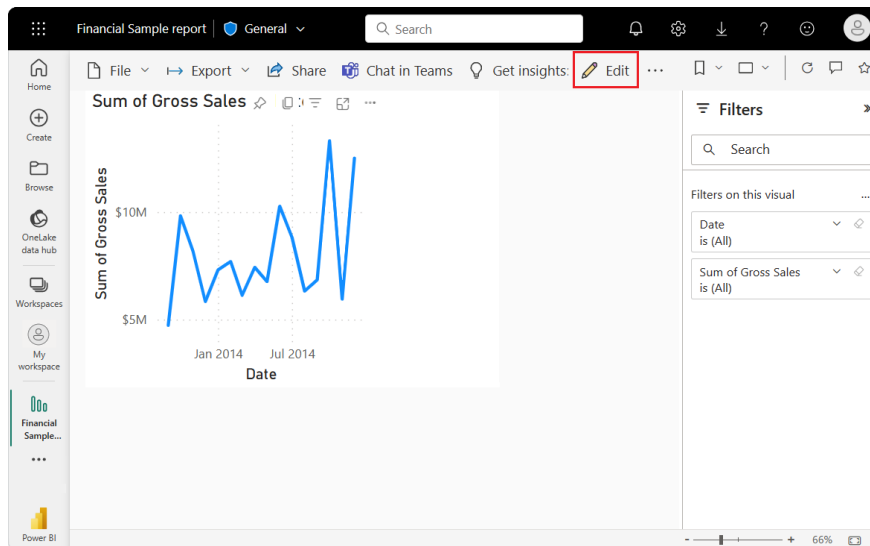 Financial Sample report General Search
File Export Share Chat in Teams Get insights Edit ...
Home
Create
Browse
OneLake
data hub
Workspaces
My
workspace
Financial
Sample...
Power BI
Sum of Gross Sales
Sum of Gross Sales
$10M
$5M
Jan 2014 Jul 2014
Date
Filters
Search
Filters on this visual ...
Date
is (All)
Sum of Gross Sales
is (All)
- + 66%